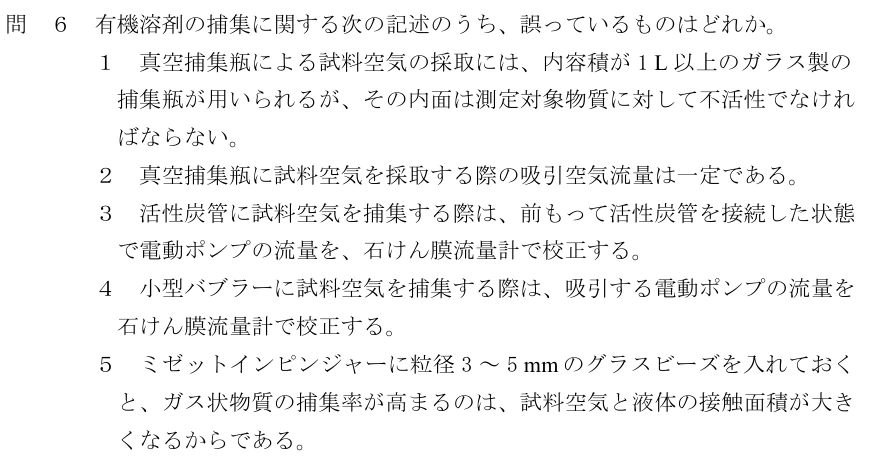 問　６　有機溶剤の捕集に関する次の記述のうち、誤っているものはどれか。
１　真空捕集瓶による試料空気の採取には、内容積が１L以上のガラス製の
捕集瓶が用いられるが、その内面は測定対象物質に対して不活性でなけれ
ばならない。
２　真空捕集瓶に試料空気を採取する際の吸引空気流量は一定である。
３　活性炭管に試料空気を捕集する際は、前もって活性炭管を接続した状態
で電動ポンプの流量を、石けん膜流量計で校正する。
４　小型バブラーに試料空気を捕集する際は、吸引する電動ポンプの流量を
石けん膜流量計で校正する。
５　ミゼットインピンジャーに粒径３～５mmのグラスビーズを入れておく
と、ガス状物質の捕集率が高まるのは、試料空気と液体の接触面積が大き
くなるからである。